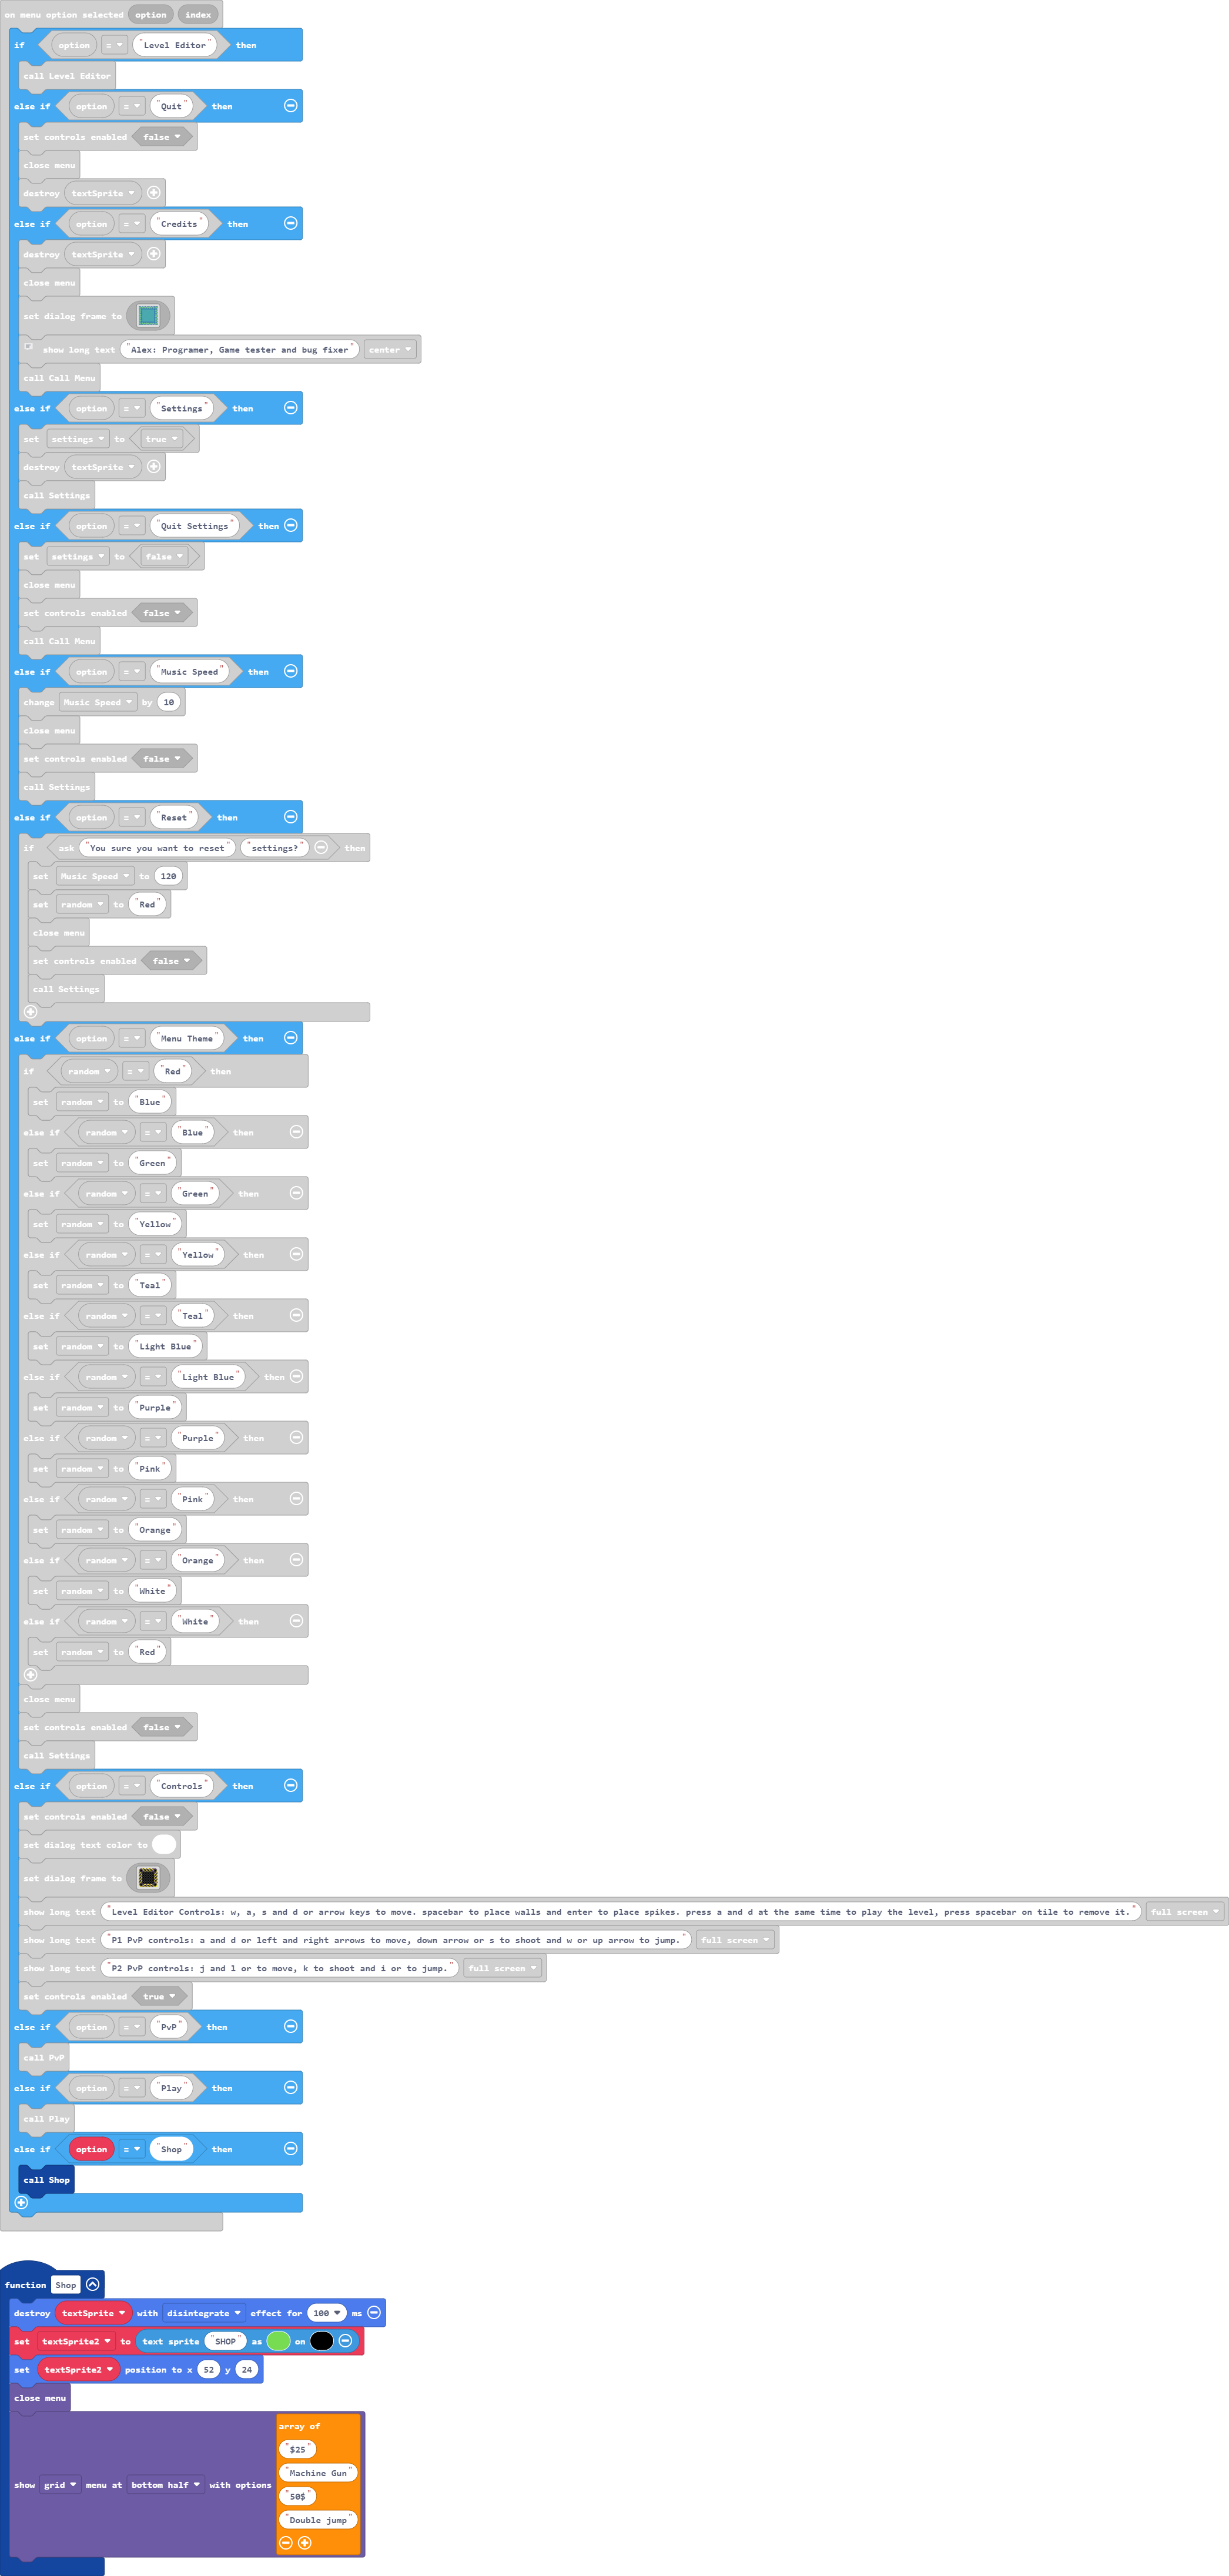 on menu option selected option index
if option = "Level Editor" then
call Level Editor
else if option = "Quit" then
set controls enabled false
close menu
destroy textSprite
else if option = "Credits" then
destroy textSprite
close menu
set dialog frame to
show long text "Alex: Programer, Game tester and bug fixer" center
call Call Menu
else if option = "Settings" then
set settings to true
destroy textSprite
call Settings
else if option = "Quit Settings" then
set settings to false
close menu
set controls enabled false
call Call Menu
else if option = "Music Speed" then
change Music Speed by 10
close menu
set controls enabled false
call Settings
else if option = "Reset" then
if ask "You sure you want to reset" "settings?" then
set Music Speed to 120
set random to "Red"
close menu
set controls enabled false
call Settings
else if option = "Menu Theme" then
if random = "Red" then
set random to "Blue"
else if random = "Blue" then
set random to "Green"
else if random = "Green" then
set random to "Yellow"
else if random = "Yellow" then
set random to "Teal"
else if random = "Teal" then
set random to "Light Blue"
else if random = "Light Blue" then
set random to "Purple"
else if random = "Purple" then
set random to "Pink"
else if random = "Pink" then
set random to "Orange"
else if random = "Orange" then
set random to "White"
else if random = "White" then
set random to "Red"
close menu
set controls enabled false
call Settings
else if option = "Controls" then
set controls enabled false
set dialog text color to
set dialog frame to
show long text "Level Editor Controls: w, a, s and d or arrow keys to move. spacebar to place walls and enter to place spikes. press a and d at the same time to play the level, press spacebar on tile to remove it." full screen
show long text "P1 PvP controls: a and d or left and right arrows to move, down arrow or s to shoot and w or up arrow to jump." full screen
show long text "P2 PvP controls: j and l or to move, k to shoot and i or to jump." full screen
set controls enabled true
else if option = "PvP" then
call PvP
else if option = "Play" then
call Play
else if option = "Shop" then
call Shop
function Shop
destroy textSprite with disintegrate effect for 100 ms
set textSprite2 to text sprite "SHOP" as on
set textSprite2 position to x 52 y 24
close menu
show grid menu at bottom half with options
array of
"$25"
"Machine Gun"
"50$"
"Double jump"